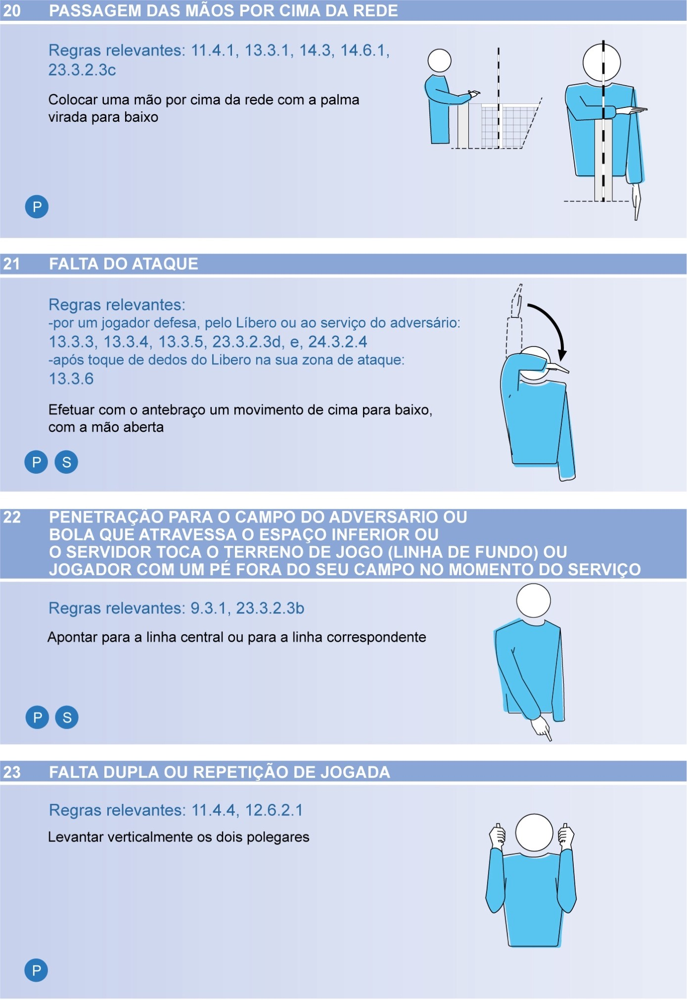 20 PASSAGEM DAS MÃOS POR CIMA DA REDE
Regras relevantes: 11.4.1, 13.3.1, 14.3, 14.6.1,
23.3.2.3c
Colocar uma mão por cima da rede com a palma
virada para baixo
P
21 FALTA DO ATAQUE
Regras relevantes:
-por um jogador defesa, pelo Líbero ou ao serviço do adversário:
13.3.3, 13.3.4, 13.3.5, 23.3.2.3d, e, 24.3.2.4
-após toque de dedos do Libero na sua zona de ataque:
13.3.6
Efetuar com o antebraço um movimento de cima para baixo,
com a mão aberta
P S
22 PENETRAÇÃO PARA O CAMPO DO ADVERSÁRIO OU
BOLA QUE ATRAVESSA O ESPAÇO INFERIOR OU
O SERVIDOR TOCA O TERRENO DE JOGO (LINHA DE FUNDO) OU
JOGADOR COM UM PÉ FORA DO SEU CAMPO NO MOMENTO DO SERVIÇO
Regras relevantes: 9.3.1, 23.3.2.3b
Apontar para a linha central ou para a linha correspondente
P S
23 FALTA DUPLA OU REPETIÇÃO DE JOGADA
Regras relevantes: 11.4.4, 12.6.2.1
Levantar verticalmente os dois polegares
P